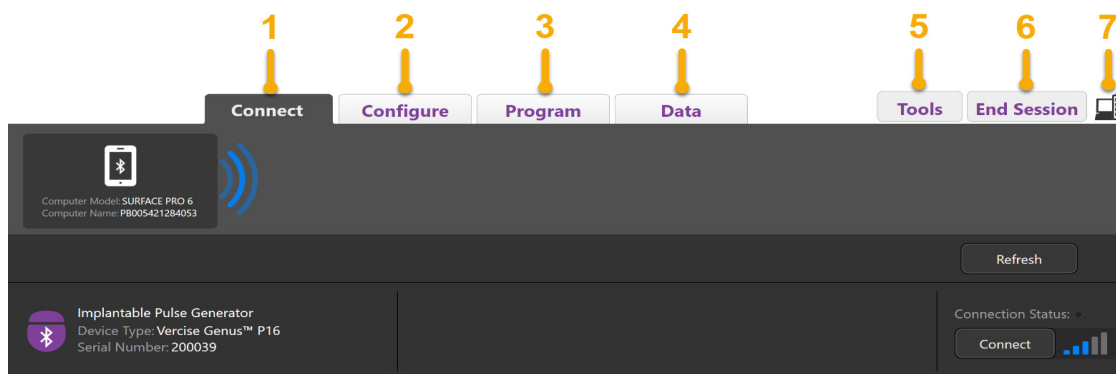 1 2 3 4 5 6 7
Connect Configure Program Data Tools End Session
Computer Model: SURFACE PRO 6
Computer Name: PB005421284053
Refresh
Implantable Pulse Generator
Device Type: Vercise Genus™ P16
Serial Number: 200039
Connection Status:
Connect